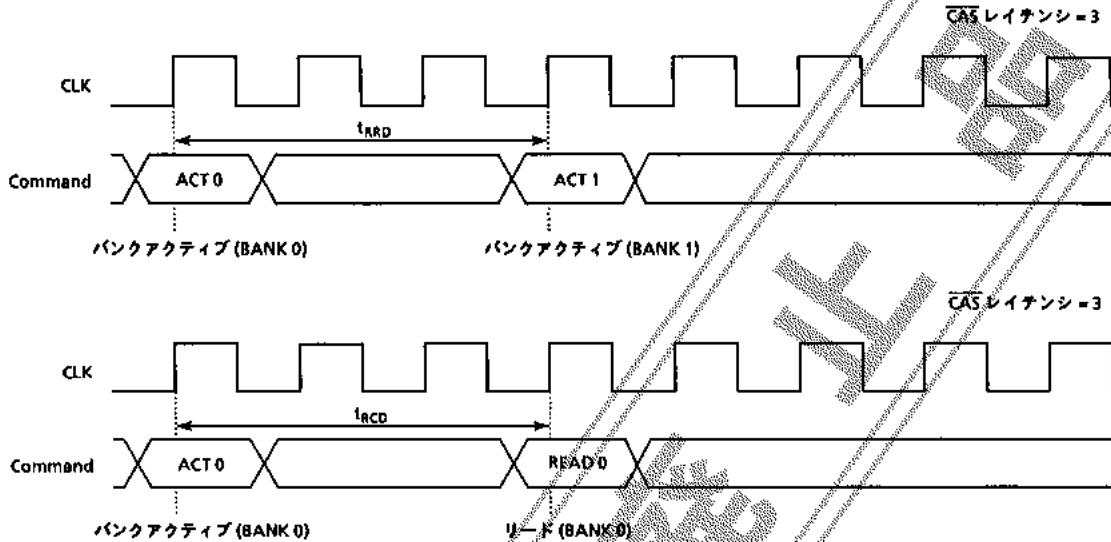 CAS レイテンシ = 3
CLK
tRRD
Command
ACT 0
ACT 1
バンクアクティブ (BANK 0)
バンクアクティブ (BANK 1)
CAS レイテンシ = 3
CLK
tRCD
Command
ACT 0
READ 0
バンクアクティブ (BANK 0)
リード (BANK 0)